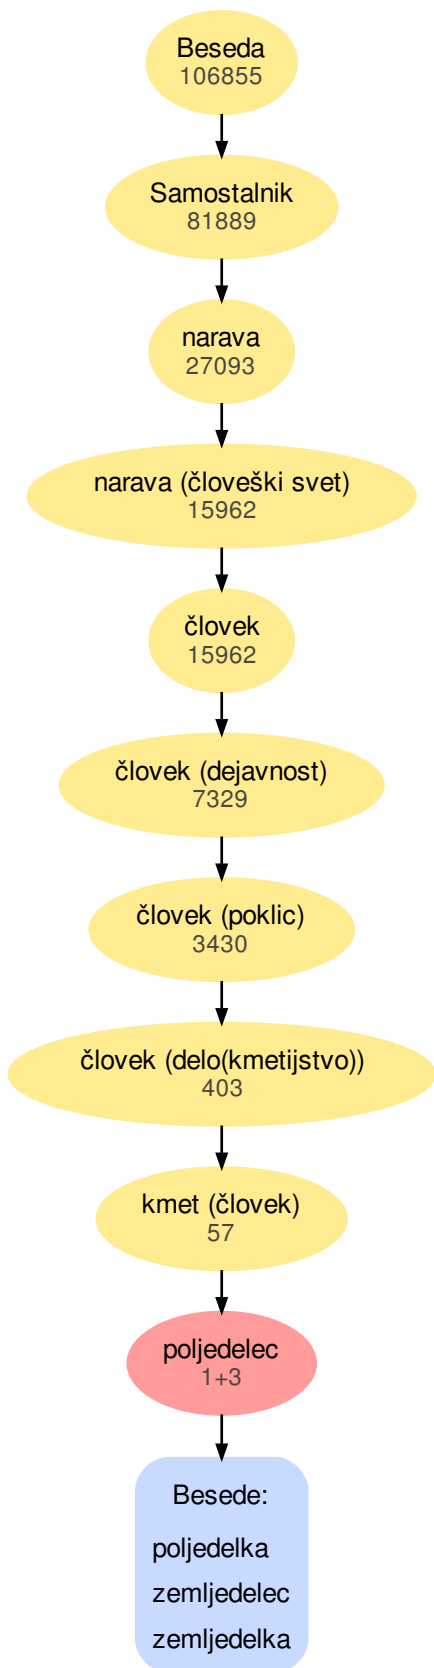 Beseda
106855
Samostalnik
81889
narava
27093
narava (človeški svet)
15962
človek
15962
človek (dejavnost)
7329
človek (poklic)
3430
človek (delo(kmetijstvo))
403
kmet (človek)
57
poljedelec
1+3
Besede:
poljedelka
zemljedelec
zemljedelka